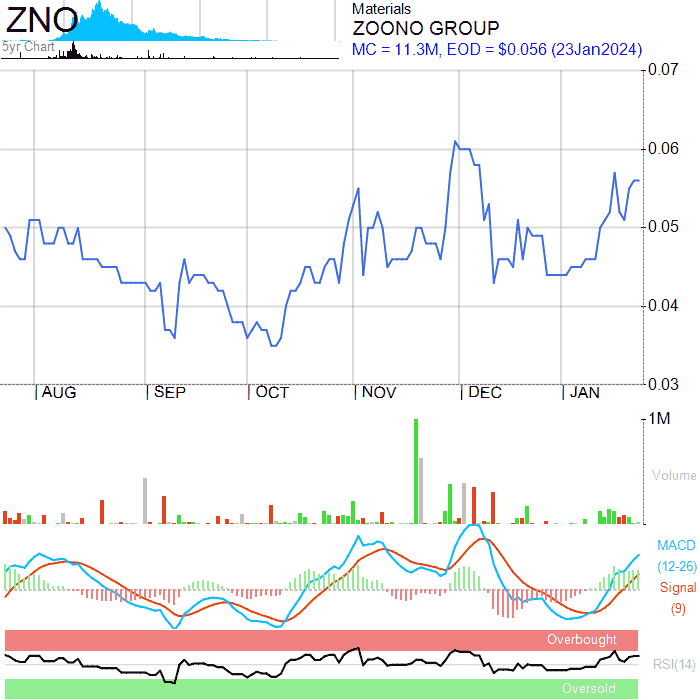 ZNO
5yr Chart
Materials
ZOONO GROUP
MC = 11.3M, EOD = $0.056 (23Jan2024)
0.07
0.06
0.05
0.04
0.03
AUG SEP OCT NOV DEC JAN
1M
Volume
MACD
(12-26)
Signal
(9)
Overbought
RSI(14)
Oversold